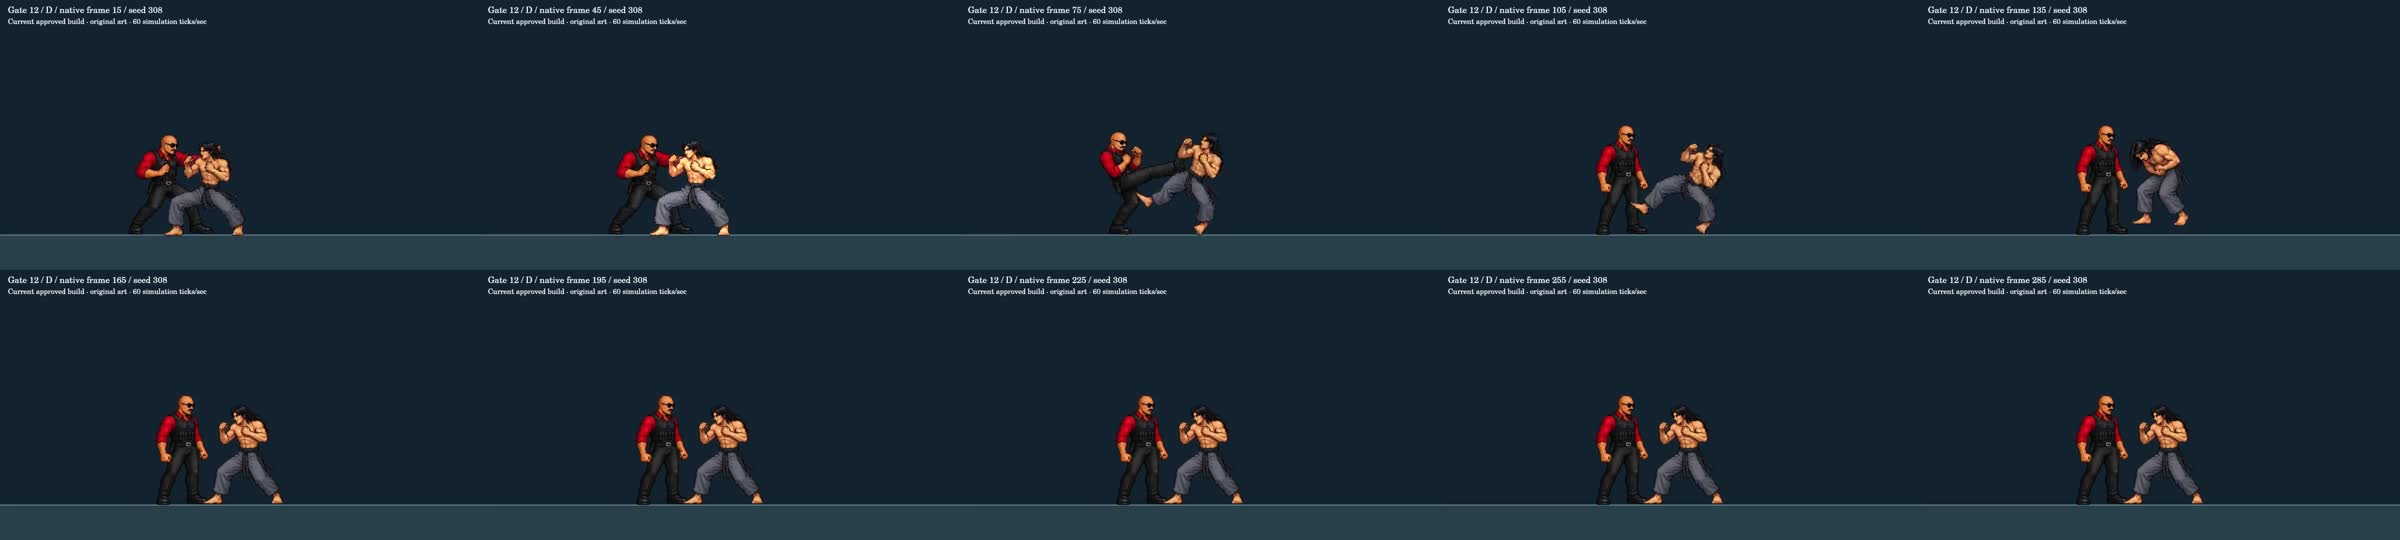 Gate 12 / D / native frame 15 / seed 308
Current approved build - original art - 60 simulation ticks/sec
Gate 12 / D / native frame 45 / seed 308
Current approved build - original art - 60 simulation ticks/sec
Gate 12 / D / native frame 75 / seed 308
Current approved build - original art - 60 simulation ticks/sec
Gate 12 / D / native frame 105 / seed 308
Current approved build - original art - 60 simulation ticks/sec
Gate 12 / D / native frame 135 / seed 308
Current approved build - original art - 60 simulation ticks/sec
Gate 12 / D / native frame 165 / seed 308
Current approved build - original art - 60 simulation ticks/sec
Gate 12 / D / native frame 195 / seed 308
Current approved build - original art - 60 simulation ticks/sec
Gate 12 / D / native frame 225 / seed 308
Current approved build - original art - 60 simulation ticks/sec
Gate 12 / D / native frame 255 / seed 308
Current approved build - original art - 60 simulation ticks/sec
Gate 12 / D / native frame 285 / seed 308
Current approved build - original art - 60 simulation ticks/sec